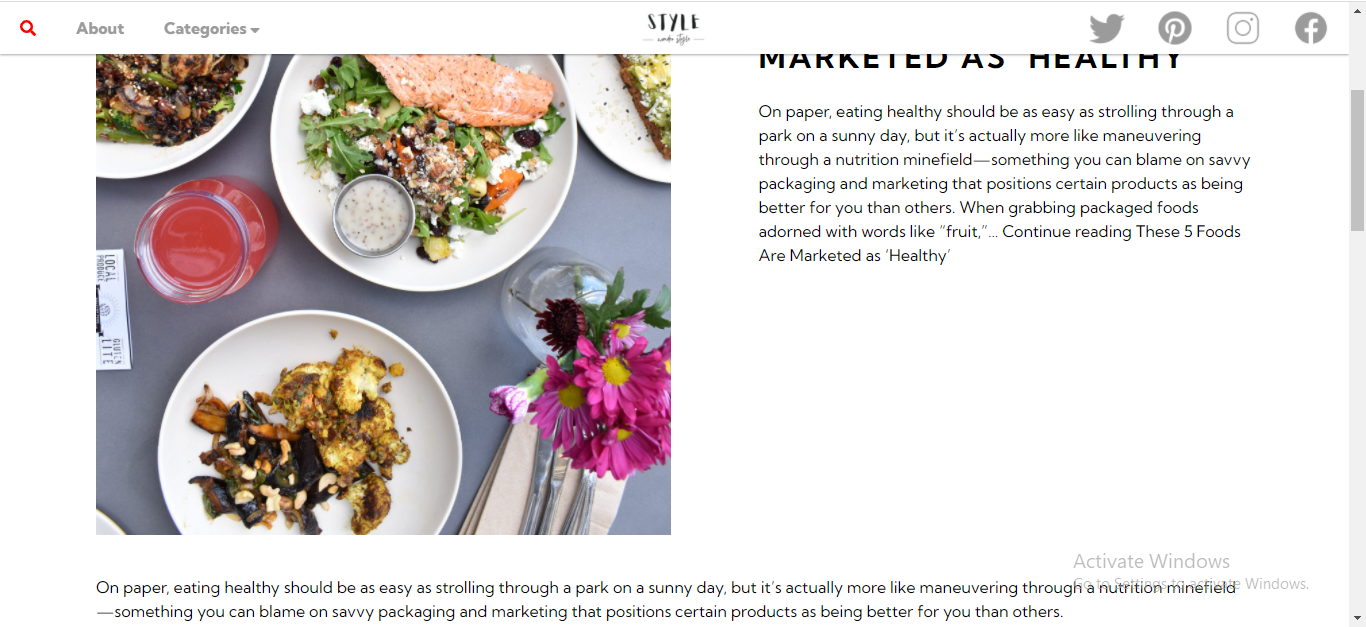 About
Categories
STYLE
MARKETED AS ‘HEALTHY’
On paper, eating healthy should be as easy as strolling through a
park on a sunny day, but it’s actually more like maneuvering
through a nutrition minefield—something you can blame on savvy
packaging and marketing that positions certain products as being
better for you than others. When grabbing packaged foods
adorned with words like “fruit,”... Continue reading These 5 Foods
Are Marketed as ‘Healthy’
LOCAL
PRODUCE
GLUTEN
LITE
Activate Windows
Go to Settings to activate Windows.
On paper, eating healthy should be as easy as strolling through a park on a sunny day, but it’s actually more like maneuvering through a nutrition minefield
—something you can blame on savvy packaging and marketing that positions certain products as being better for you than others.